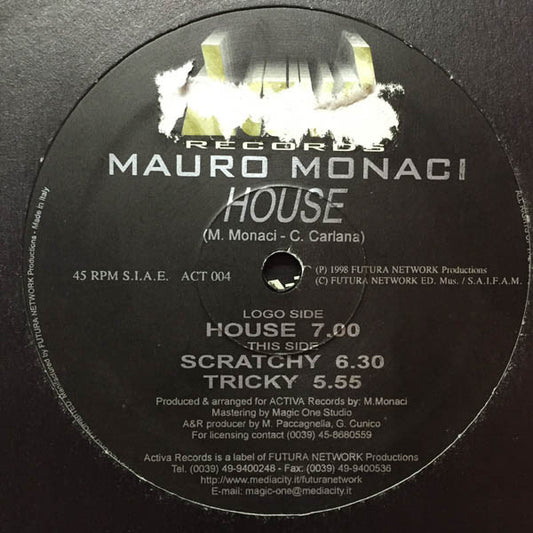 RECORDS
MAURO MONACI
HOUSE
(M. Monaci - C. Carlana)
45 RPM S.I.A.E. ACT 004
(P) 1998 FUTURA NETWORK Productions
(C) FUTURA NETWORK ED. Mus. / S.A.I.F.A.M.
LOGO SIDE
HOUSE 7.00
THIS SIDE
SCRATCHY 6.30
TRICKY 5.55
Produced & arranged for ACTIVA Records by: M.Monaci
Mastering by Magic One Studio
A&R producer by M. Paccagnella, G. Cunico
For licensing contact (0039) 45-8680559
Activa Records is a label of FUTURA NETWORK Productions
Tel. (0039) 49-9400248 - Fax: (0039) 49-9400536
http://www.mediacity.it/futuranetwork
E-mail: magic-one@mediacity.it
Manufactured by FUTURA NETWORK Productions - Made in Italy